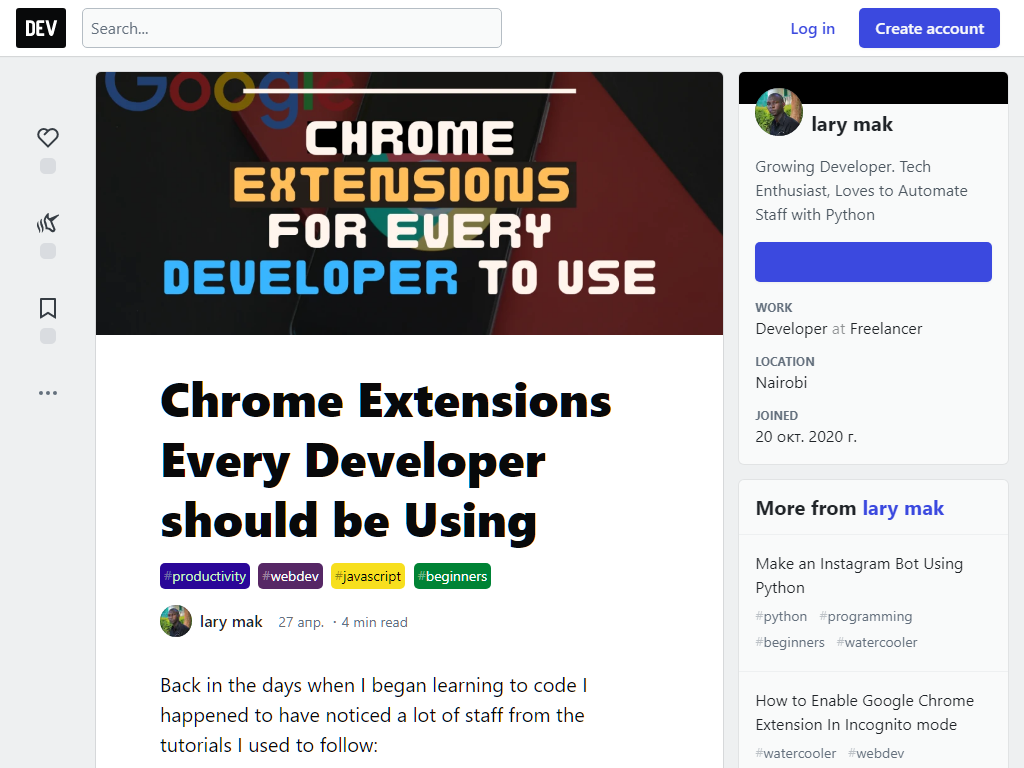 DEV
Search...
Log in
Create account
Google
CHROME
EXTENSIONS
FOR EVERY
DEVELOPER TO USE
Chrome Extensions
Every Developer
should be Using
#productivity #webdev #javascript #beginners
lary mak 27 апр. · 4 min read
Back in the days when I began learning to code I
happened to have noticed a lot of staff from the
tutorials I used to follow:
lary mak
Growing Developer. Tech
Enthusiast, Loves to Automate
Staff with Python
WORK
Developer at Freelancer
LOCATION
Nairobi
JOINED
20 окт. 2020 г.
More from lary mak
Make an Instagram Bot Using
Python
#python #programming
#beginners #watercooler
How to Enable Google Chrome
Extension In Incognito mode
#watercooler #webdev